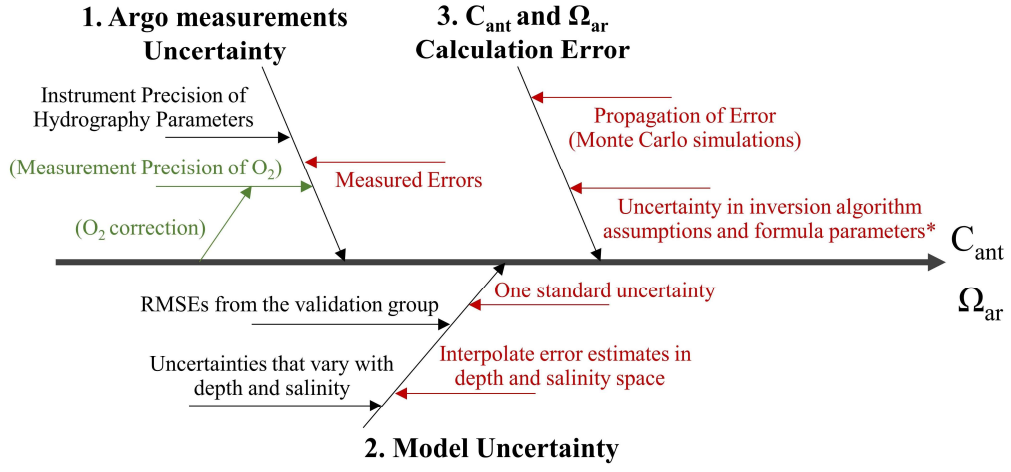 1. Argo measurements
Uncertainty
3. Cant and Ωar
Calculation Error
Instrument Precision of
Hydrography Parameters
(Measurement Precision of O2)
(O2 correction)
Measured Errors
Propagation of Error
(Monte Carlo simulations)
Uncertainty in inversion algorithm
assumptions and formula parameters*
Cant
Ωar
RMSEs from the validation group
One standard uncertainty
Uncertainties that vary with
depth and salinity
Interpolate error estimates in
depth and salinity space
2. Model Uncertainty